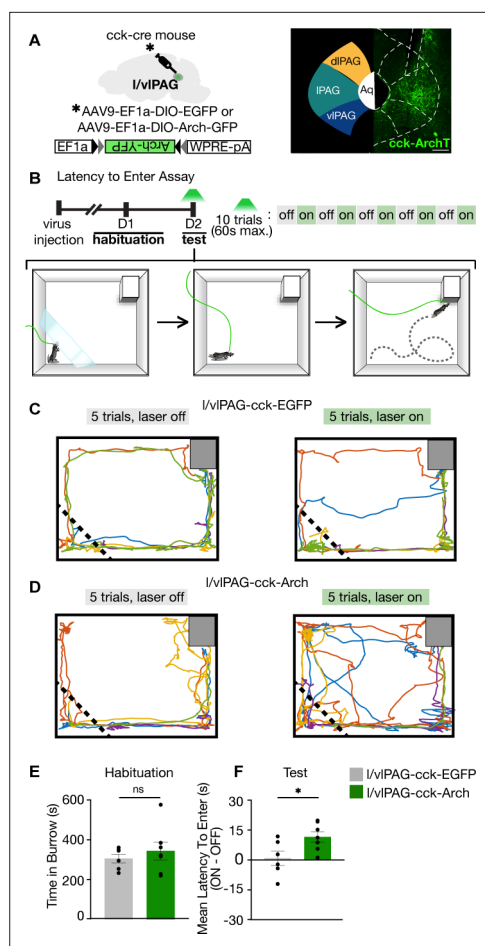 A
cck-cre mouse
*
l/vlPAG
*AAV9-EF1a-DIO-EGFP or
AAV9-EF1a-DIO-Arch-GFP
EF1a
Arch-YFP
WPRE-pA
dlPAG
lPAG
Aq
vlPAG
cck-ArchT
B
Latency to Enter Assay
virus
injection
D1
habituation
D2
test
10 trials
(60s max.)
: off on off on off on off on off on
C
l/vlPAG-cck-EGFP
5 trials, laser off
5 trials, laser on
D
l/vlPAG-cck-Arch
5 trials, laser off
5 trials, laser on
E
Habituation
ns
Time in Burrow (s)
600
400
200
0
F
Test
*
Mean Latency To Enter (s)
(ON - OFF)
30
15
0
-15
-30
l/vlPAG-cck-EGFP
l/vlPAG-cck-Arch